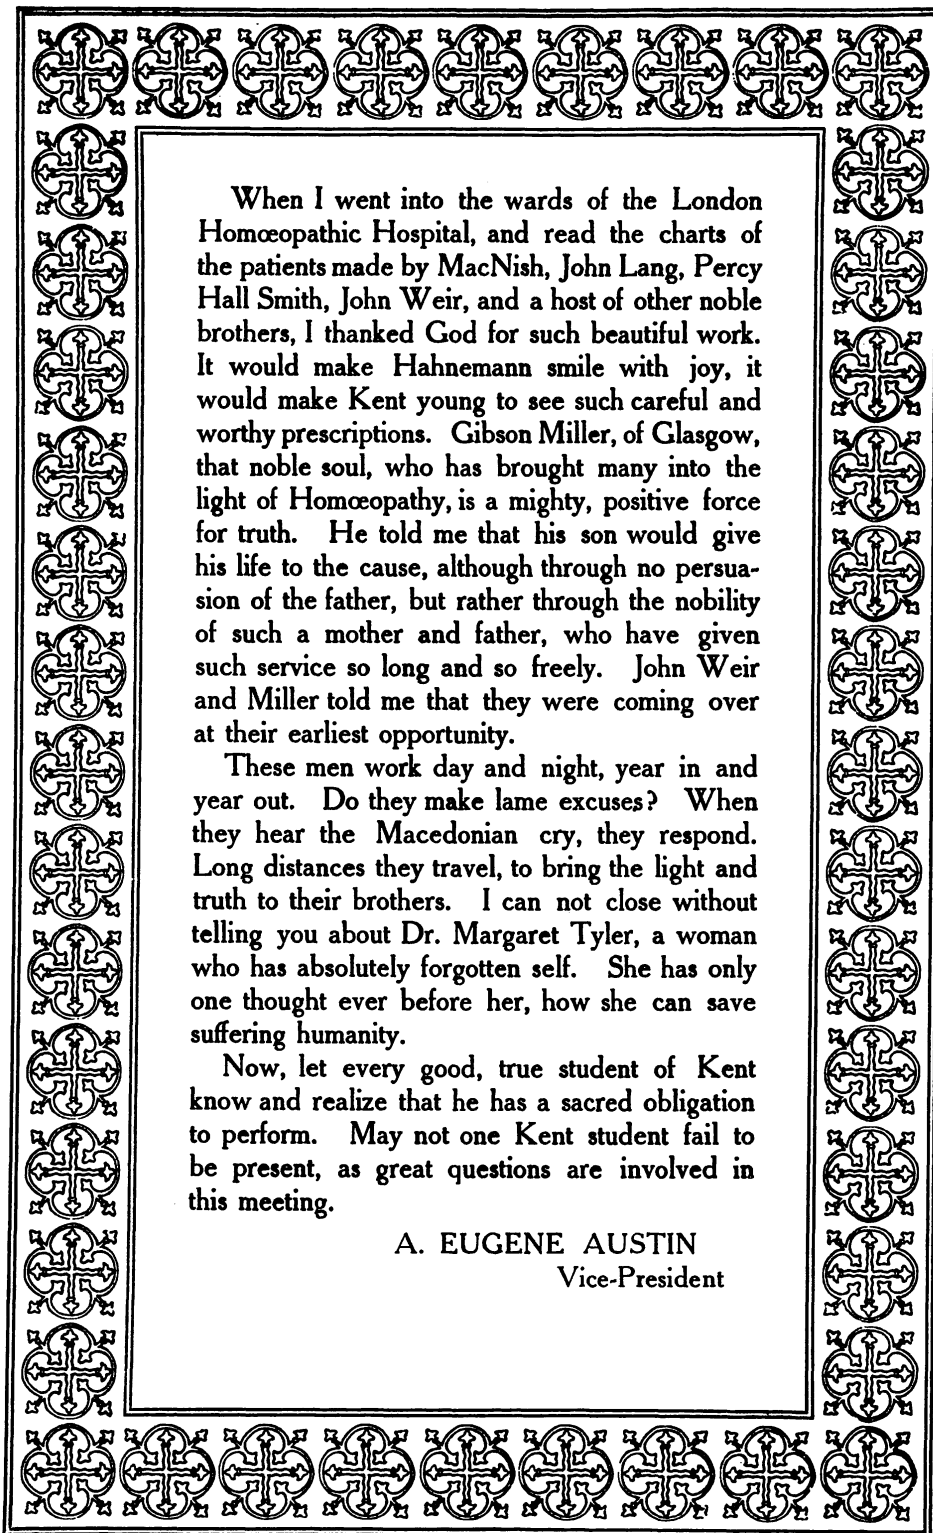 When I went into the wards of the London
Homœopathic Hospital, and read the charts of
the patients made by MacNish, John Lang, Percy
Hall Smith, John Weir, and a host of other noble
brothers, I thanked God for such beautiful work.
It would make Hahnemann smile with joy, it
would make Kent young to see such careful and
worthy prescriptions. Gibson Miller, of Glasgow,
that noble soul, who has brought many into the
light of Homœopathy, is a mighty, positive force
for truth. He told me that his son would give
his life to the cause, although through no persua-
sion of the father, but rather through the nobility
of such a mother and father, who have given
such service so long and so freely. John Weir
and Miller told me that they were coming over
at their earliest opportunity.
These men work day and night, year in and
year out. Do they make lame excuses? When
they hear the Macedonian cry, they respond.
Long distances they travel, to bring the light and
truth to their brothers. I can not close without
telling you about Dr. Margaret Tyler, a woman
who has absolutely forgotten self. She has only
one thought ever before her, how she can save
suffering humanity.
Now, let every good, true student of Kent
know and realize that he has a sacred obligation
to perform. May not one Kent student fail to
be present, as great questions are involved in
this meeting.
A. EUGENE AUSTIN
Vice-President